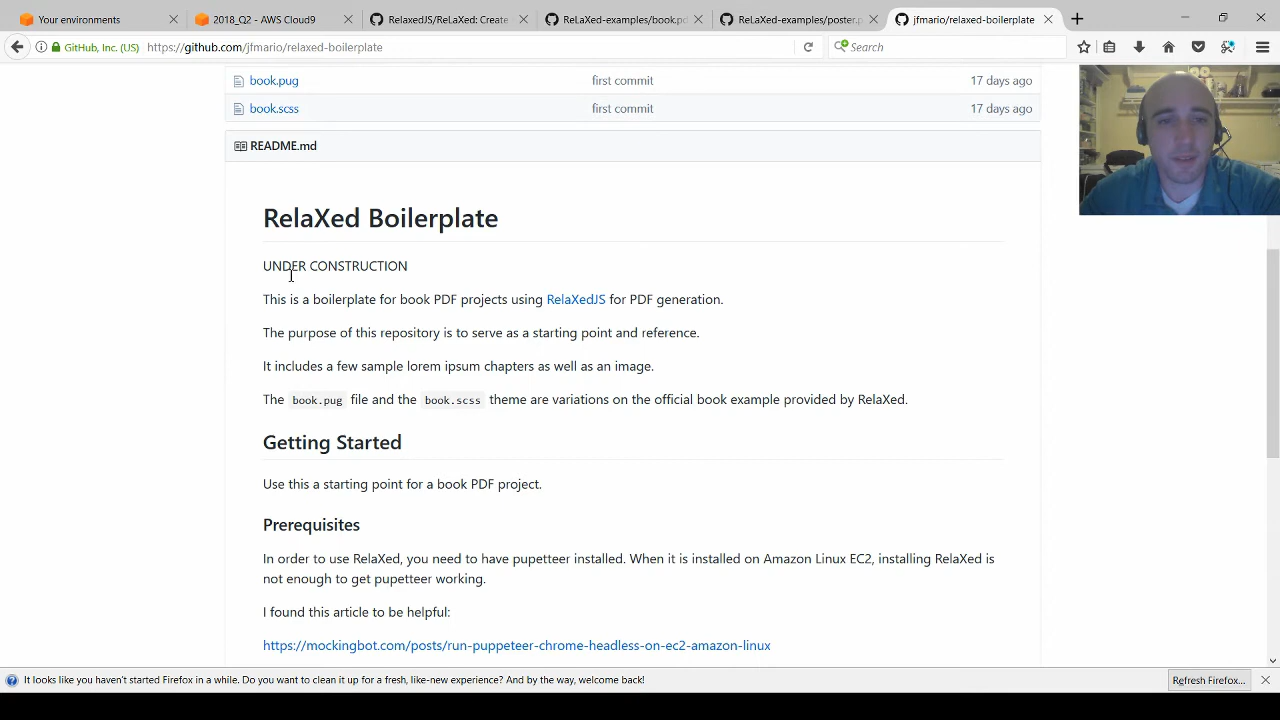 Your environments
2018_Q2 - AWS Cloud9
RelaxedJS/ReLaXed: Create
ReLaXed-examples/book.p
ReLaXed-examples/poster.p
jfmario/relaxed-boilerplate
GitHub, Inc. (US)
https://github.com/jfmario/relaxed-boilerplate
Search
book.pug first commit 17 days ago
book.scss first commit 17 days ago
README.md
RelaXed Boilerplate
UNDER CONSTRUCTION
This is a boilerplate for book PDF projects using RelaXedJS for PDF generation.
The purpose of this repository is to serve as a starting point and reference.
It includes a few sample lorem ipsum chapters as well as an image.
The book.pug file and the book.scss theme are variations on the official book example provided by RelaXed.
Getting Started
Use this a starting point for a book PDF project.
Prerequisites
In order to use RelaXed, you need to have pupetteer installed. When it is installed on Amazon Linux EC2, installing RelaXed is
not enough to get pupetteer working.
I found this article to be helpful:
https://mockingbot.com/posts/run-puppeteer-chrome-headless-on-ec2-amazon-linux
It looks like you haven't started Firefox in a while. Do you want to clean it up for a fresh, like-new experience? And by the way, welcome back!
Refresh Firefox...